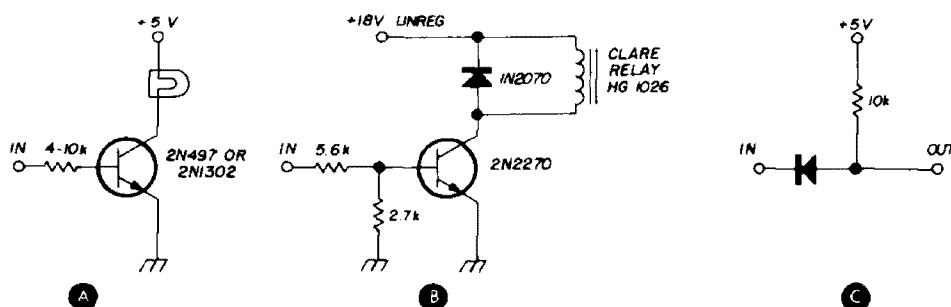 +5 V
IN
4-10k
2N497 OR
2N1302
A
+18V UNREG
1N2070
CLARE
RELAY
HG 1026
IN
5.6k
2N2270
2.7k
B
+5V
10k
IN
OUT
C